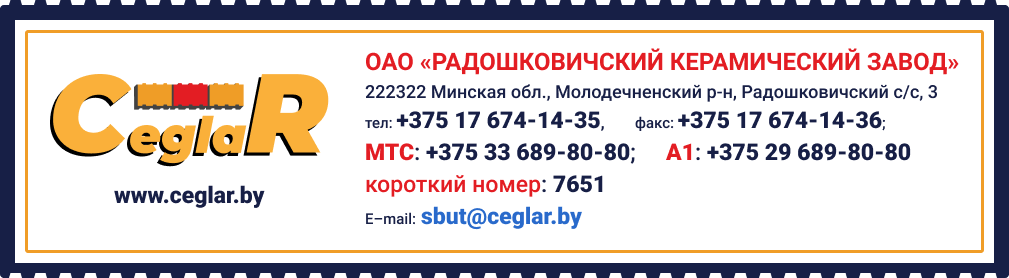 CeglaR
www.ceglar.by
ОАО «РАДОШКОВИЧСКИЙ КЕРАМИЧЕСКИЙ ЗАВОД»
222322 Минская обл., Молодечненский р-н, Радошковичский с/с, 3
тел: +375 17 674-14-35, факс: +375 17 674-14-36;
МТС: +375 33 689-80-80; А1: +375 29 689-80-80
короткий номер: 7651
E–mail: sbut@ceglar.by